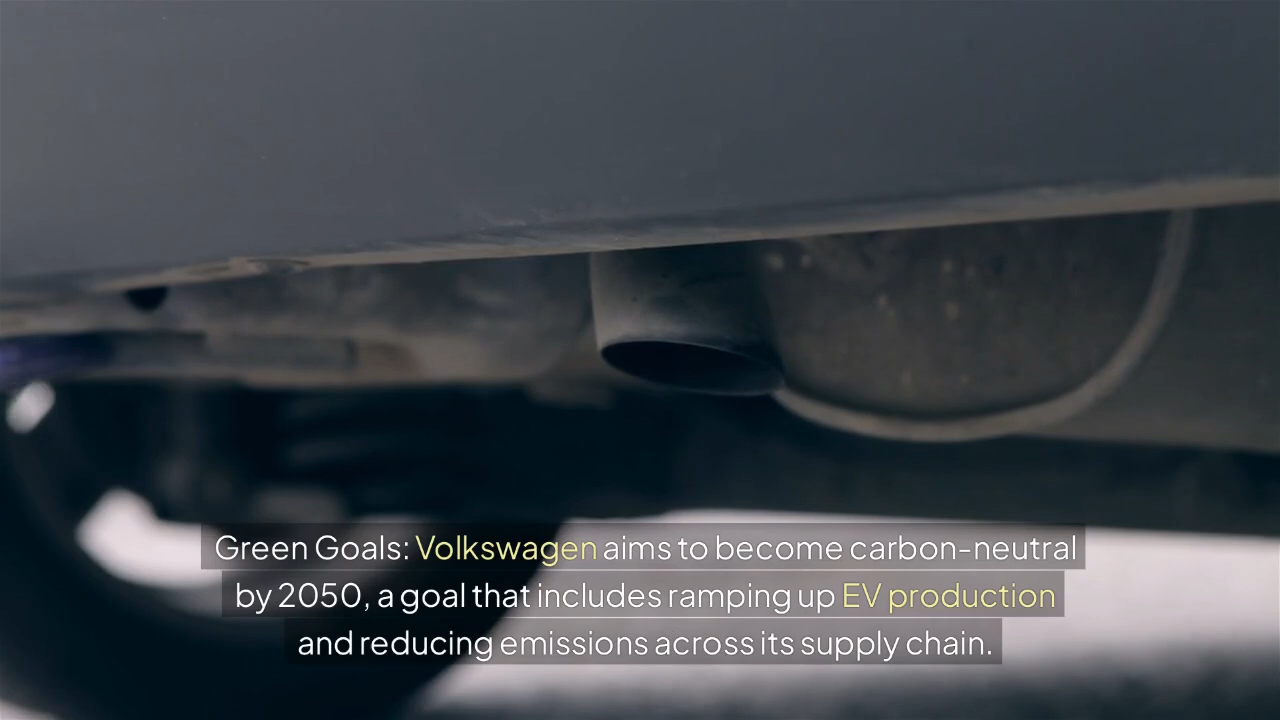 Green Goals: Volkswagen aims to become carbon-neutral
by 2050, a goal that includes ramping up EV production
and reducing emissions across its supply chain.